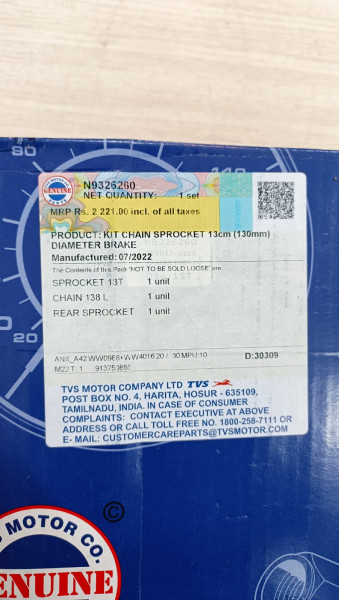 80
N9326260
NET QUANTITY: 1 set
GENUINE
PARTS
MRP Rs. 2 221.00 incl. of all taxes
PRODUCT: KIT CHAIN SPROCKET 13cm (130mm)
DIAMETER BRAKE
Manufactured: 07/2022
The Contents of this Pack 'NOT TO BE SOLD LOOSE' are
SPROCKET 13T 1 unit
CHAIN 138 L 1 unit
REAR SPROCKET 1 unit
20
D:30309
M22 T. 1
TVS MOTOR COMPANY LTD TVS
POST BOX NO. 4, HARITA, HOSUR - 635109,
TAMILNADU, INDIA. IN CASE OF CONSUMER
COMPLAINTS: CONTACT EXECUTIVE AT ABOVE
ADDRESS OR CALL TOLL FREE NO. 1800-258-7111 OR
E- MAIL: CUSTOMERCAREPARTS@TVSMOTOR.COM
©
MOTOR CO.
GENUINE